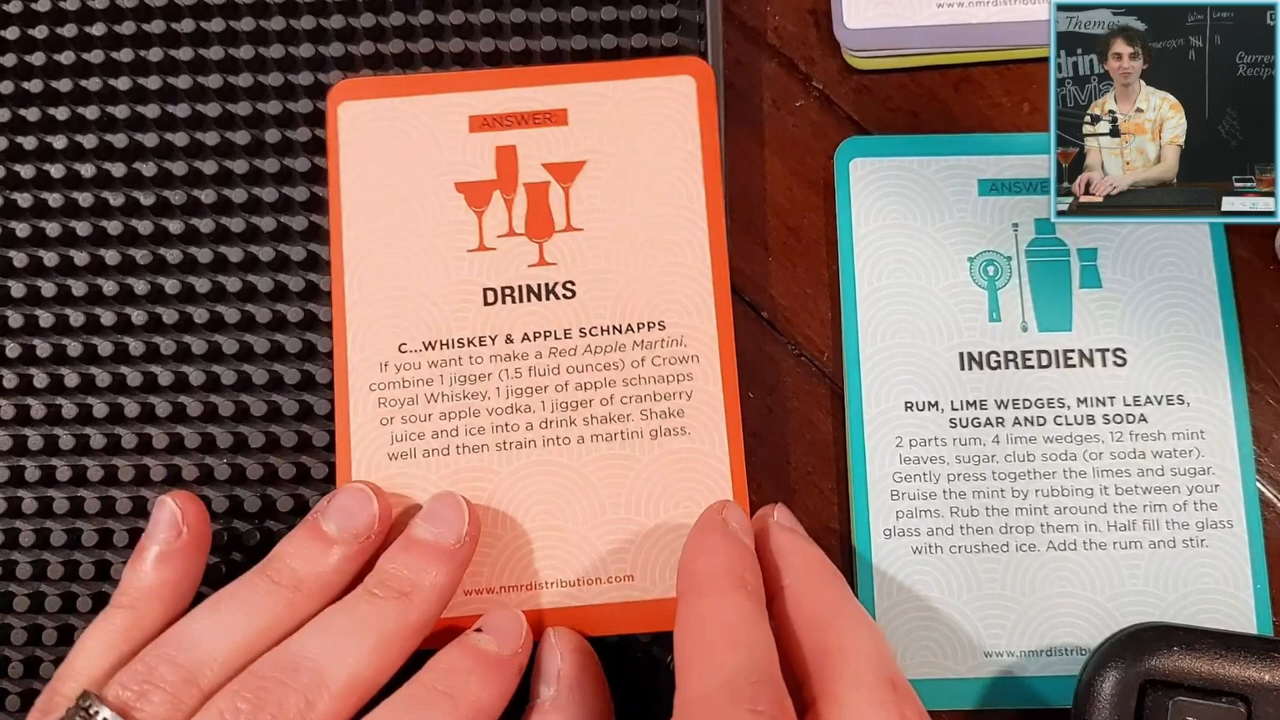 ANSWER:
DRINKS
C...WHISKEY & APPLE SCHNAPPS
If you want to make a Red Apple Martini,
combine 1 jigger (1.5 fluid ounces) of Crown
Royal Whiskey, 1 jigger of apple schnapps
or sour apple vodka, 1 jigger of cranberry
juice and ice into a drink shaker. Shake
well and then strain into a martini glass.
www.nmrdistribution.com
www.nmrdistributio
ANSWE
INGREDIENTS
RUM, LIME WEDGES, MINT LEAVES,
SUGAR AND CLUB SODA
2 parts rum, 4 lime wedges, 12 fresh mint
leaves, sugar, club soda (or soda water).
Gently press together the limes and sugar.
Bruise the mint by rubbing it between your
palms. Rub the mint around the rim of the
glass and then drop them in. Half fill the glass
with crushed ice. Add the rum and stir.
www.nmrdistribu
Theme:
Curren
Recipe